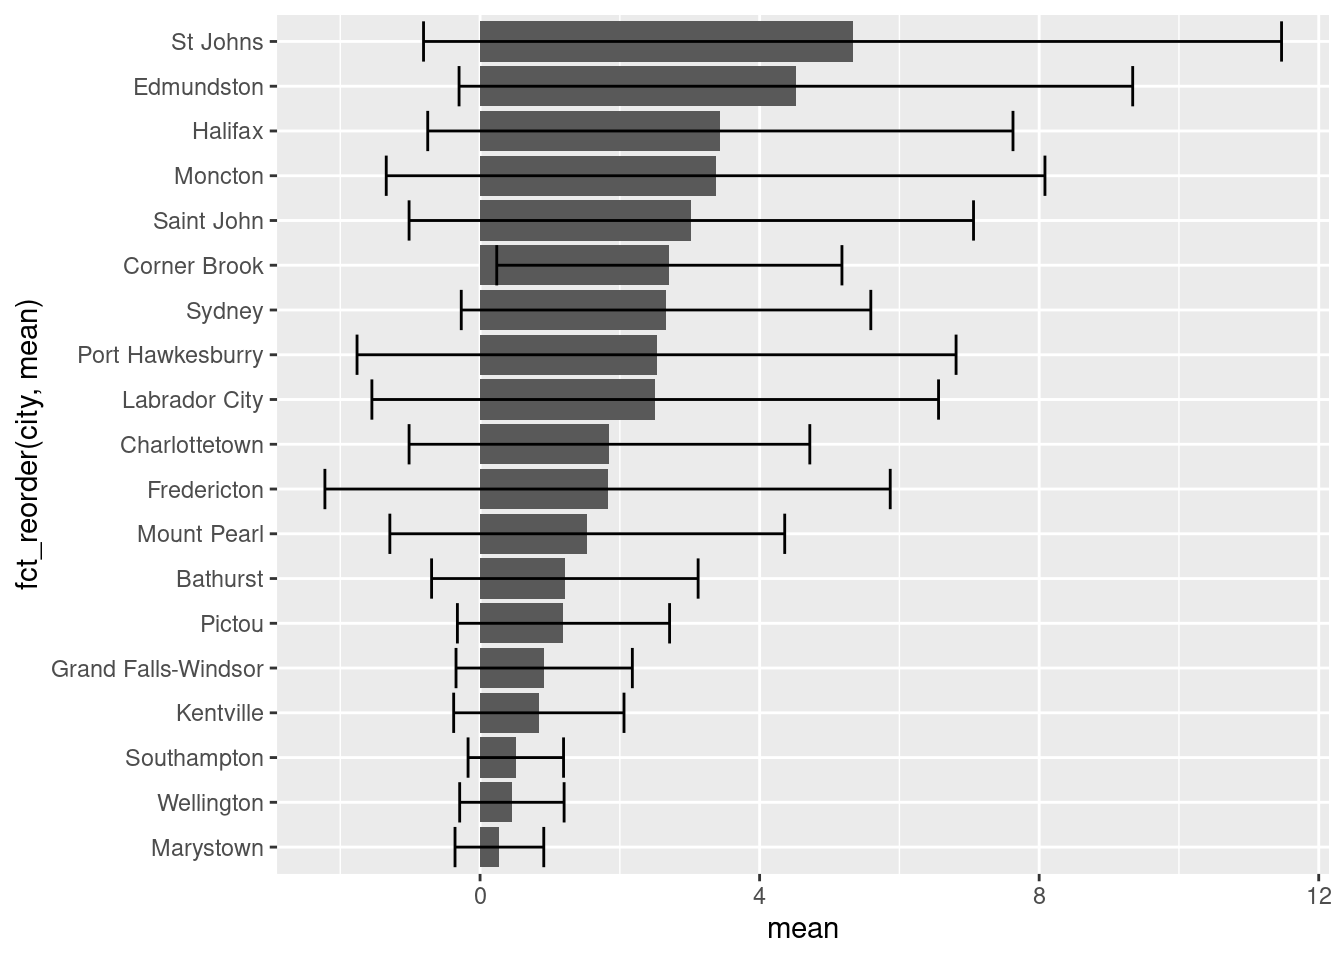 St Johns
Edmundston
Halifax
Moncton
Saint John
Corner Brook
Sydney
Port Hawkesburry
Labrador City
Charlottetown
Fredericton
Mount Pearl
Bathurst
Pictou
Grand Falls-Windsor
Kentville
Southampton
Wellington
Marystown
fct_reorder(city, mean)
0 4 8 12
mean